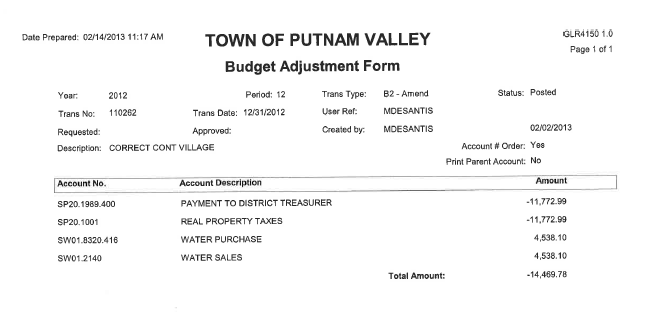 Date Prepared: 02/14/2013 11:17 AM TOWN OF PUTNAM VALLEY GLR4150 1.0
Page 1 of 1
Budget Adjustment Form
Year: 2012 Period: 12 Trans Type: B2 - Amend Status: Posted
Trans No: 110262 Trans Date: 12/31/2012 User Ref: MDESANTIS
Requested: Approved: Created by: MDESANTIS 02/02/2013
Description: CORRECT CONT VILLAGE Account # Order: Yes
Print Parent Account: No
Account No. Account Description Amount
SP20.1989.400 PAYMENT TO DISTRICT TREASURER -11,772.99
SP20.1001 REAL PROPERTY TAXES -11,772.99
SW01.8320.416 WATER PURCHASE 4,538.10
SW01.2140 WATER SALES 4,538.10
Total Amount: -14,469.78